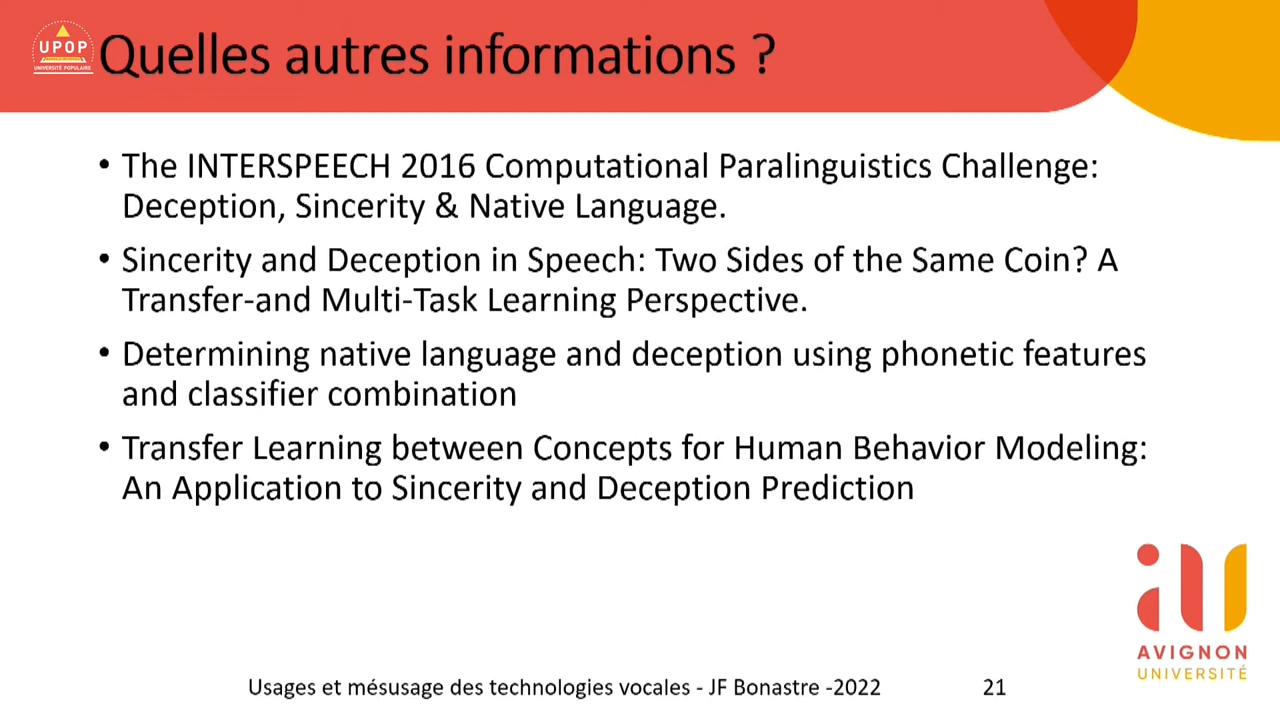 UPOP
UNIVERSITÉ POPULAIRE
Quelles autres informations ?
• The INTERSPEECH 2016 Computational Paralinguistics Challenge:
Deception, Sincerity & Native Language.
• Sincerity and Deception in Speech: Two Sides of the Same Coin? A
Transfer-and Multi-Task Learning Perspective.
• Determining native language and deception using phonetic features
and classifier combination
• Transfer Learning between Concepts for Human Behavior Modeling:
An Application to Sincerity and Deception Prediction
AVIGNON
UNIVERSITÉ
Usages et mésusage des technologies vocales - JF Bonastre -2022
21